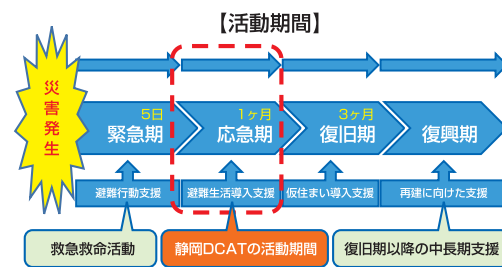 【活動期間】
災害発生
5日
緊急期
1ヶ月
応急期
3ヶ月
復旧期
復興期
避難行動支援
避難生活導入支援
仮住まい導入支援
再建に向けた支援
救急救命活動
静岡DCATの活動期間
復旧期以降の中長期支援